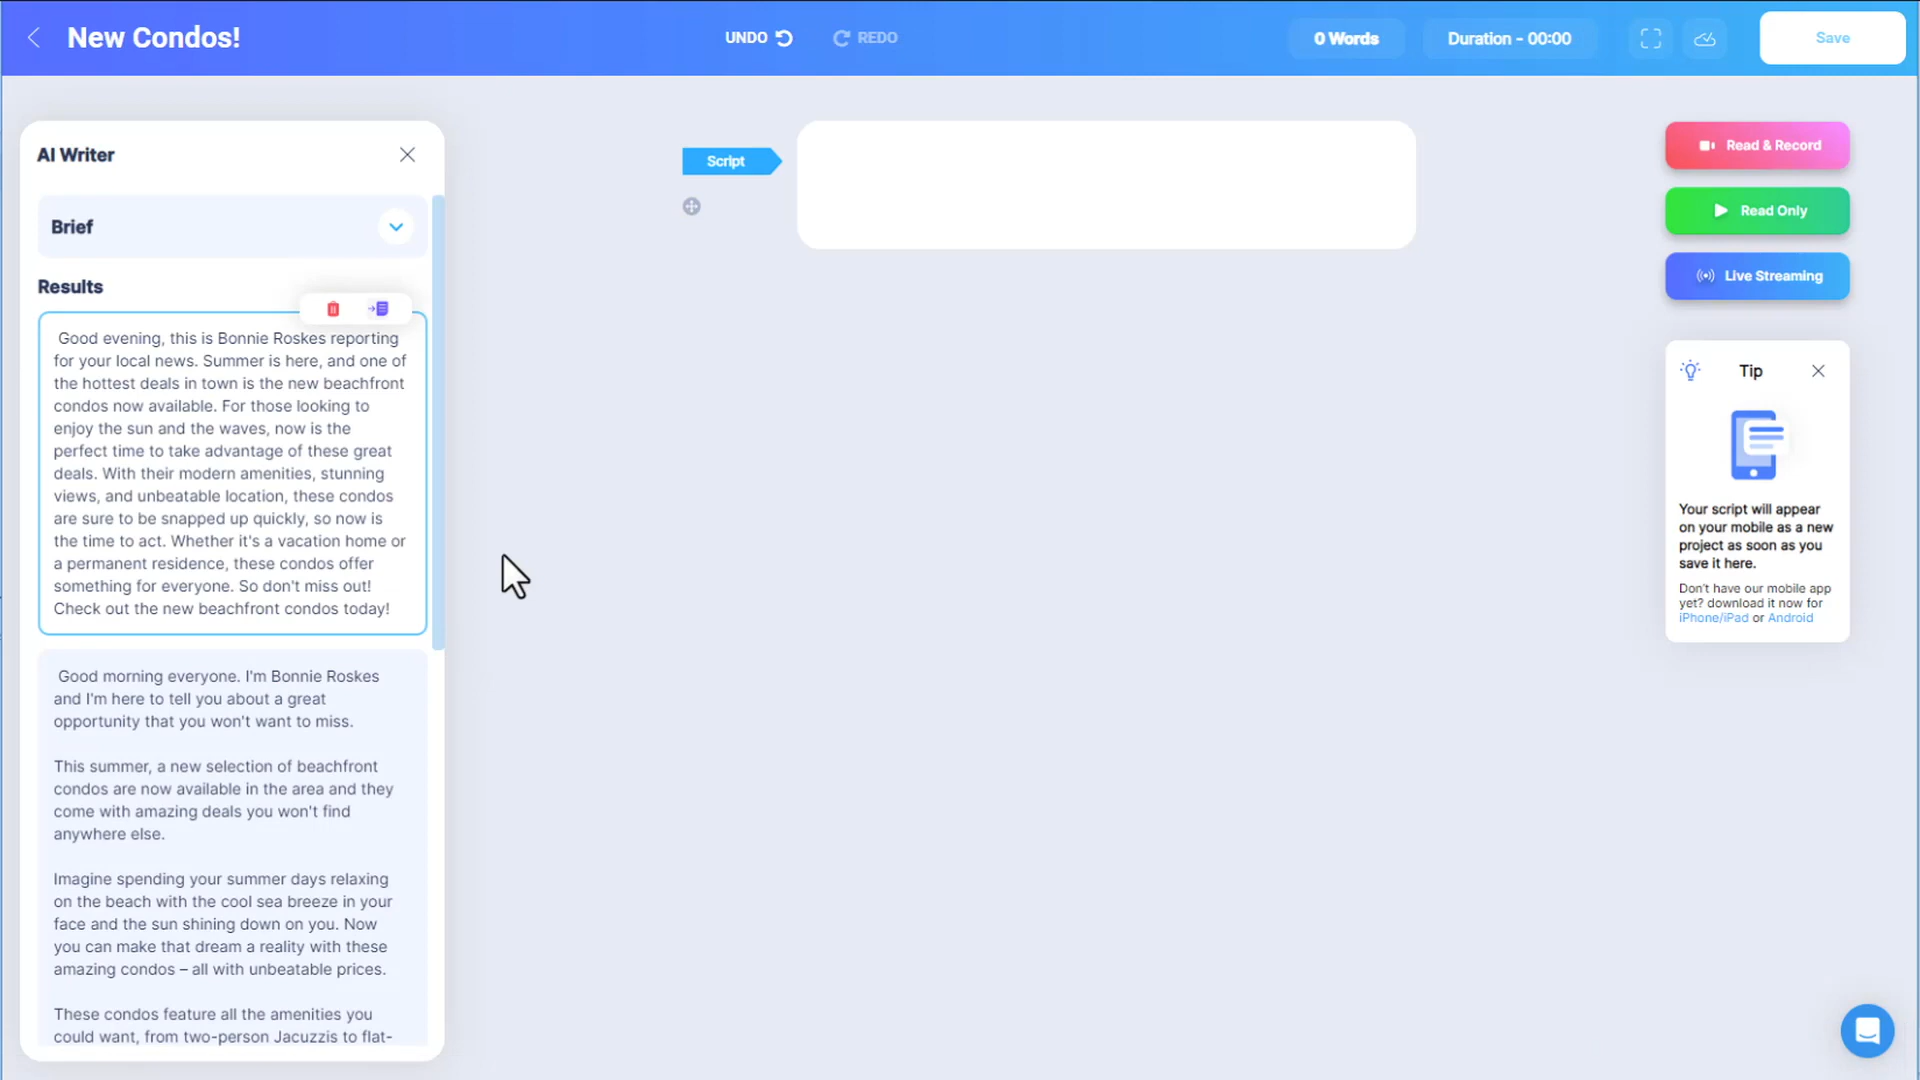 New Condos!
UNDO
REDO
0 Words
Duration - 00:00
Save
AI Writer
Brief
Results
Good evening, this is Bonnie Roskes reporting
for your local news. Summer is here, and one of
the hottest deals in town is the new beachfront
condos now available. For those looking to
enjoy the sun and the waves, now is the
perfect time to take advantage of these great
deals. With their modern amenities, stunning
views, and unbeatable location, these condos
are sure to be snapped up quickly, so now is
the time to act. Whether it's a vacation home or
a permanent residence, these condos offer
something for everyone. So don't miss out!
Check out the new beachfront condos today!
Good morning everyone. I'm Bonnie Roskes
and I'm here to tell you about a great
opportunity that you won't want to miss.
This summer, a new selection of beachfront
condos are now available in the area and they
come with amazing deals you won't find
anywhere else.
Imagine spending your summer days relaxing
on the beach with the cool sea breeze in your
face and the sun shining down on you. Now
you can make that dream a reality with these
amazing condos – all with unbeatable prices.
These condos feature all the amenities you
could want, from two-person Jacuzzis to flat-
Script
Read & Record
Read Only
Live Streaming
Tip
Your script will appear
on your mobile as a new
project as soon as you
save it here.
Don't have our mobile app
yet? download it now for
iPhone/iPad or Android